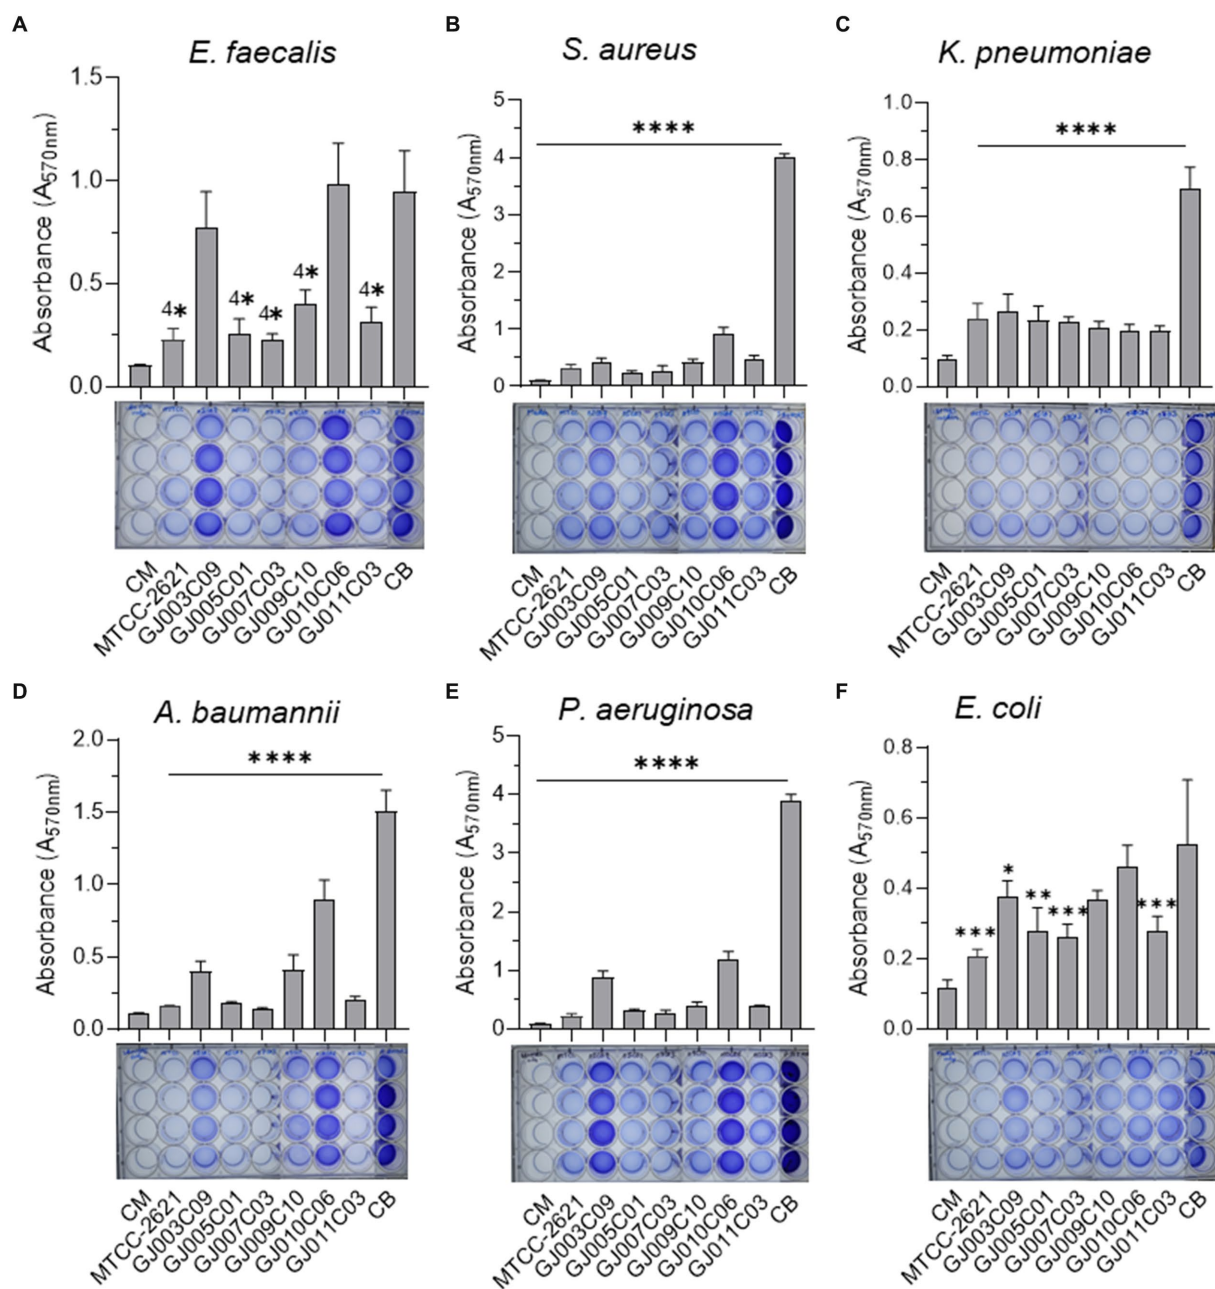 A
E. faecalis
Absorbance (A570nm)
1.5
1.0
0.5
0.0
4*
4*
4*
4*
4*
CM
MTCC-2621
GJ003C09
GJ005C01
GJ007C03
GJ009C10
GJ010C06
GJ011C03
CB
B
S. aureus
Absorbance (A570nm)
5
4
3
2
1
0
****
CM
MTCC-2621
GJ003C09
GJ005C01
GJ007C03
GJ009C10
GJ010C06
GJ011C03
CB
C
K. pneumoniae
Absorbance (A570nm)
1.0
0.8
0.6
0.4
0.2
0.0
****
CM
MTCC-2621
GJ003C09
GJ005C01
GJ007C03
GJ009C10
GJ010C06
GJ011C03
CB
D
A. baumannii
Absorbance (A570nm)
2.0
1.5
1.0
0.5
0.0
****
CM
MTCC-2621
GJ003C09
GJ005C01
GJ007C03
GJ009C10
GJ010C06
GJ011C03
CB
E
P. aeruginosa
Absorbance (A570nm)
5
4
3
2
1
0
****
CM
MTCC-2621
GJ003C09
GJ005C01
GJ007C03
GJ009C10
GJ010C06
GJ011C03
CB
F
E. coli
Absorbance (A570nm)
0.8
0.6
0.4
0.2
0.0
***
*
**
***
***
CM
MTCC-2621
GJ003C09
GJ005C01
GJ007C03
GJ009C10
GJ010C06
GJ011C03
CB